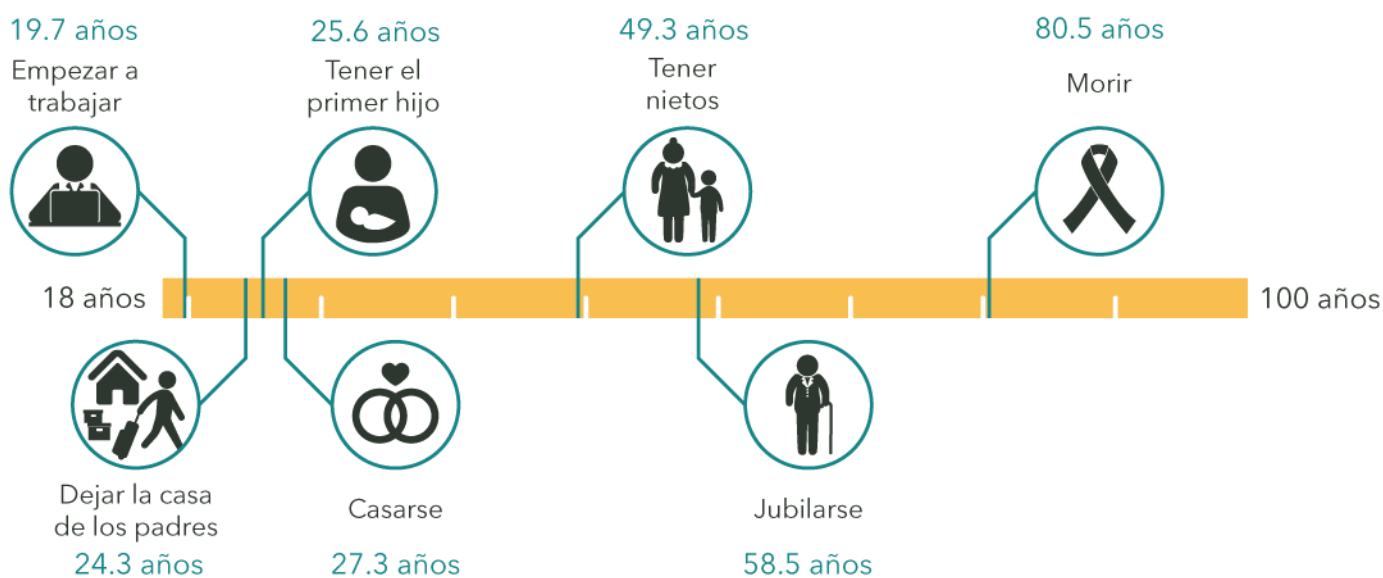 19.7 años
Empezar a
trabajar
25.6 años
Tener el
primer hijo
49.3 años
Tener
nietos
80.5 años
Morir
18 años
100 años
Dejar la casa
de los padres
24.3 años
Casarse
27.3 años
Jubilarse
58.5 años